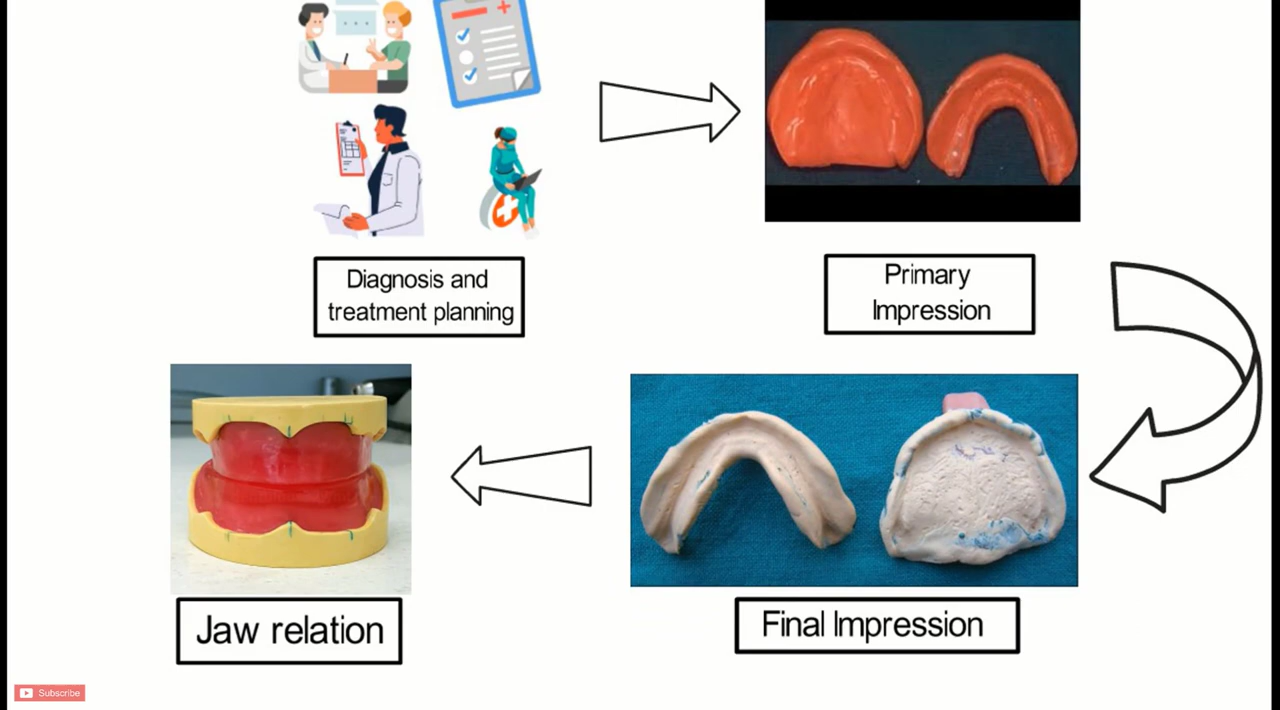 Diagnosis and
treatment planning
Primary
Impression
Jaw relation
Final Impression
Subscribe